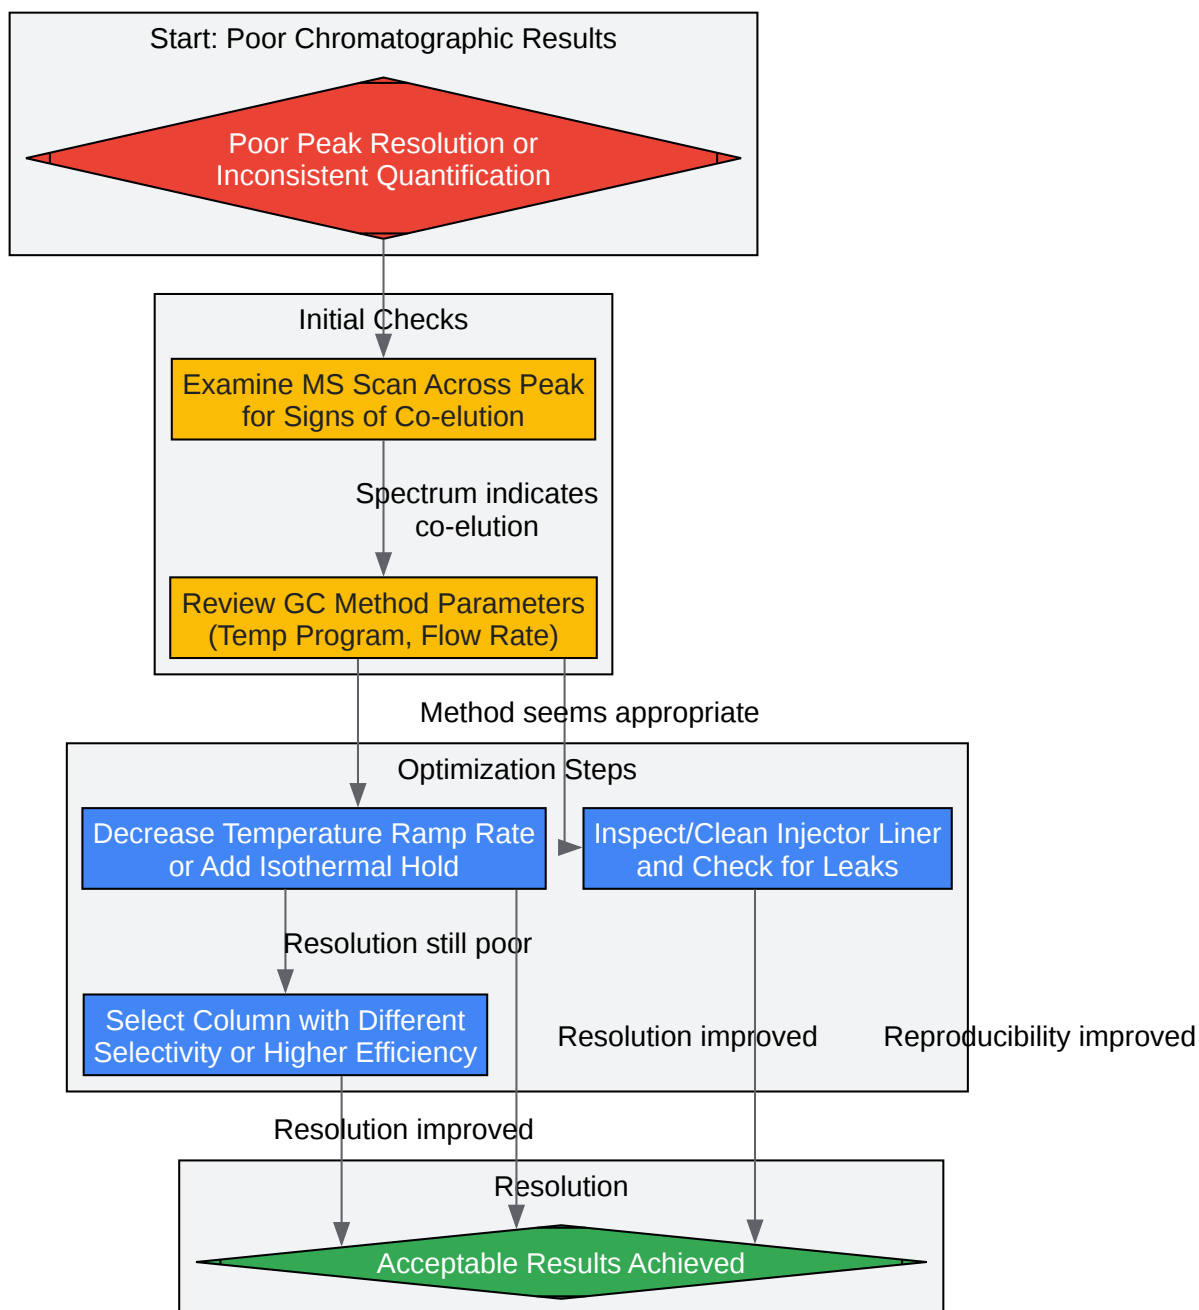 Start: Poor Chromatographic Results
Poor Peak Resolution or
Inconsistent Quantification
Initial Checks
Examine MS Scan Across Peak
for Signs of Co-elution
Spectrum indicates
co-elution
Review GC Method Parameters
(Temp Program, Flow Rate)
Method seems appropriate
Optimization Steps
Decrease Temperature Ramp Rate
or Add Isothermal Hold
Inspect/Clean Injector Liner
and Check for Leaks
Resolution still poor
Select Column with Different
Selectivity or Higher Efficiency
Resolution improved
Reproducibility improved
Resolution improved
Resolution
Acceptable Results Achieved